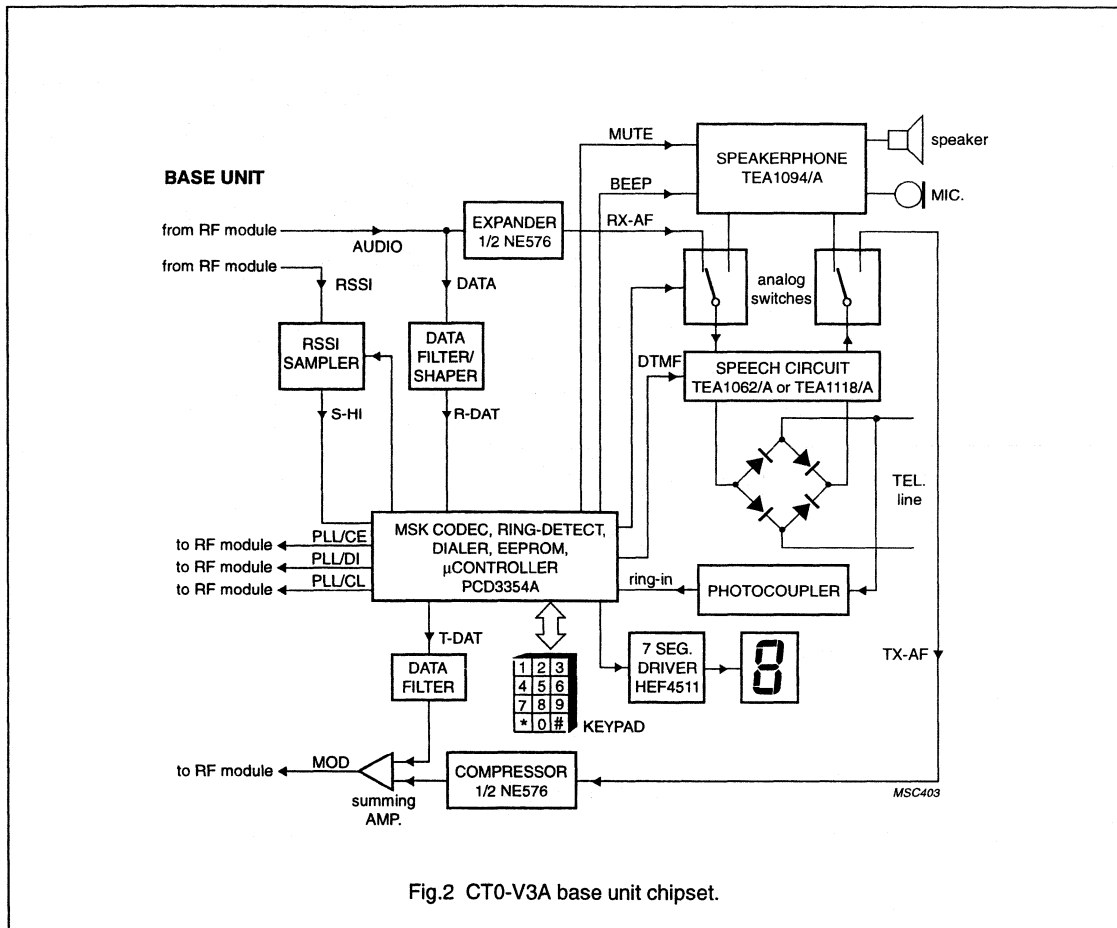 BASE UNIT
from RF module
AUDIO
EXPANDER
1/2 NE576
RX-AF
MUTE
BEEP
SPEAKERPHONE
TEA1094/A
speaker
MIC.
from RF module
RSSI
DATA
analog
switches
RSSI
SAMPLER
DATA
FILTER/
SHAPER
DTMF
SPEECH CIRCUIT
TEA1062/A or TEA1118/A
S-HI
R-DAT
TEL.
line
to RF module
PLL/CE
to RF module
PLL/DI
to RF module
PLL/CL
MSK CODEC, RING-DETECT,
DIALER, EEPROM,
μCONTROLLER
PCD3354A
ring-in
PHOTOCOUPLER
T-DAT
DATA
FILTER
1 2 3
4 5 6
7 8 9
* 0 #
KEYPAD
7 SEG.
DRIVER
HEF4511
8
TX-AF
to RF module
MOD
summing
AMP.
COMPRESSOR
1/2 NE576
MSC403
Fig.2 CT0-V3A base unit chipset.